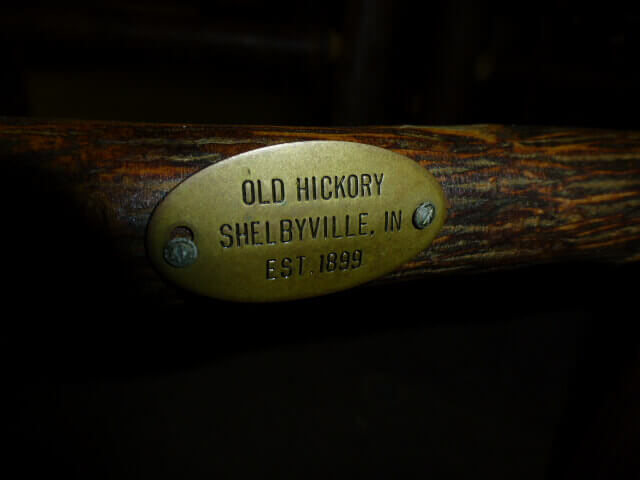 OLD HICKORY
SHELBYVILLE, IN
EST. 1899